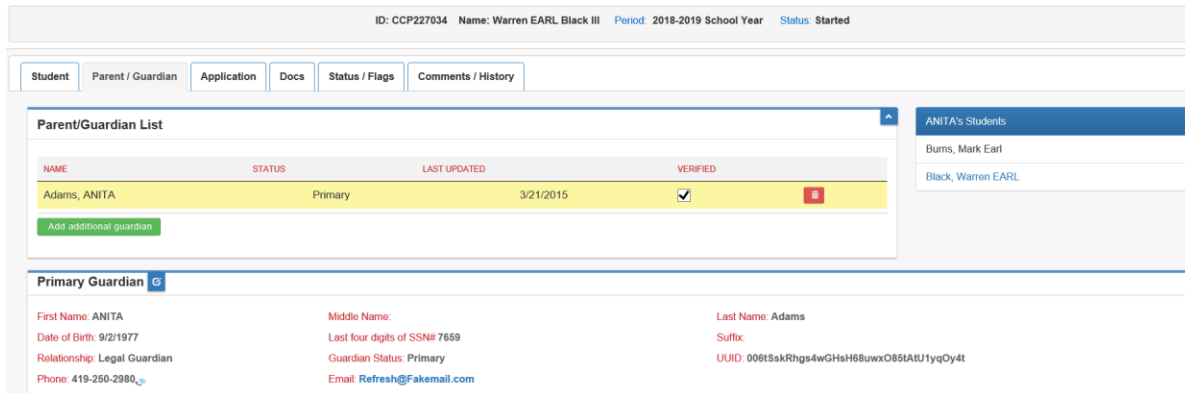 ID: CCP227034 Name: Warren EARL Black III Period: 2018-2019 School Year Status: Started
Student Parent / Guardian Application Docs Status / Flags Comments / History
Parent/Guardian List
NAME STATUS LAST UPDATED VERIFIED
Adams, ANITA Primary 3/21/2015
Add additional guardian
ANITA's Students
Burns, Mark Earl
Black, Warren EARL
Primary Guardian
First Name: ANITA Middle Name: Last Name: Adams
Date of Birth: 9/2/1977 Last four digits of SSN# 7659 Suffix:
Relationship: Legal Guardian Guardian Status: Primary UUID: 006tSskRhgs4wGHsH68uwxO85tAtU1yqOy4t
Phone: 419-250-2980 Email: Refresh@Fakemail.com